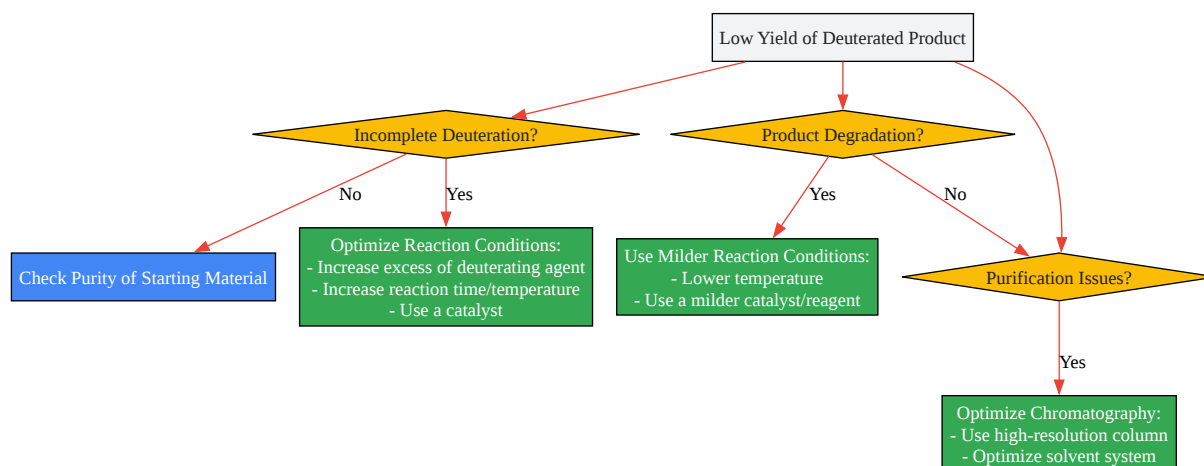 Low Yield of Deuterated Product
Incomplete Deuteration?
Product Degradation?
No
Yes
Yes
No
Check Purity of Starting Material
Optimize Reaction Conditions:
- Increase excess of deuterating agent
- Increase reaction time/temperature
- Use a catalyst
Use Milder Reaction Conditions:
- Lower temperature
- Use a milder catalyst/reagent
Purification Issues?
Yes
Optimize Chromatography:
- Use high-resolution column
- Optimize solvent system